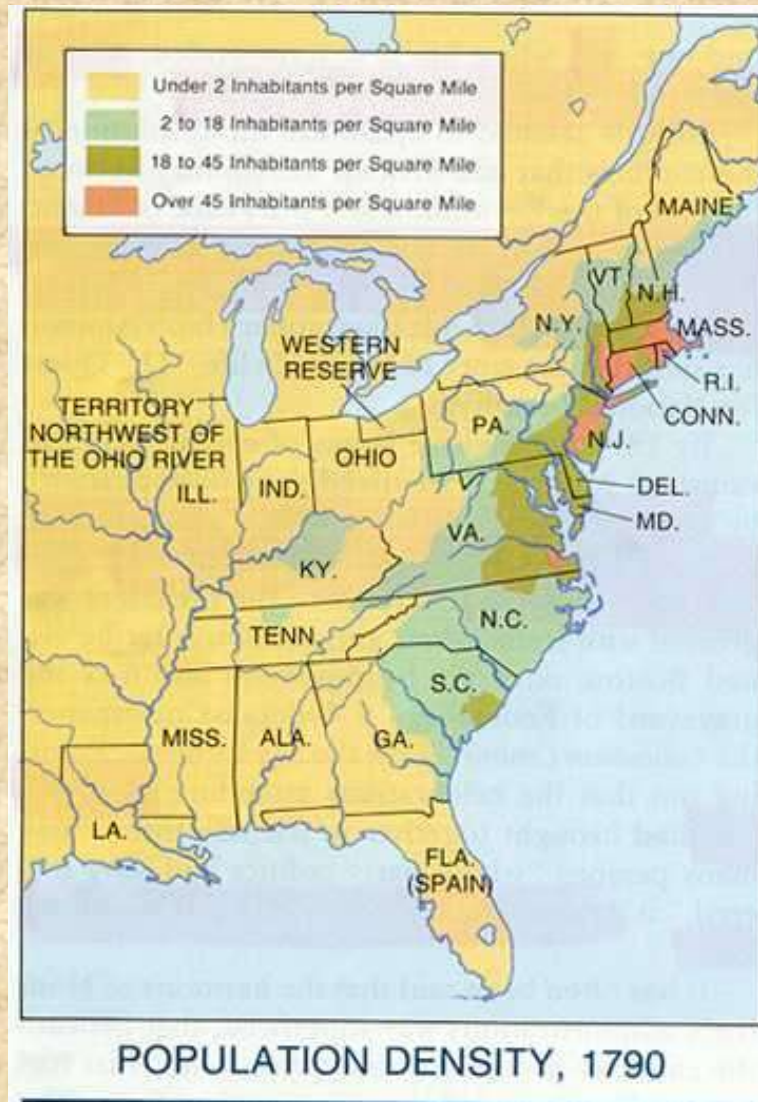 Under 2 Inhabitants per Square Mile
2 to 18 Inhabitants per Square Mile
18 to 45 Inhabitants per Square Mile
Over 45 Inhabitants per Square Mile
MAINE
VT.
N.H.
N.Y.
MASS.
WESTERN
RESERVE
R.I.
CONN.
TERRITORY
NORTHWEST OF
THE OHIO RIVER
PA.
N.J.
OHIO
ILL.
IND.
DEL.
MD.
VA.
KY.
N.C.
TENN.
S.C.
MISS.
ALA.
GA.
LA.
FLA.
(SPAIN)
POPULATION DENSITY, 1790